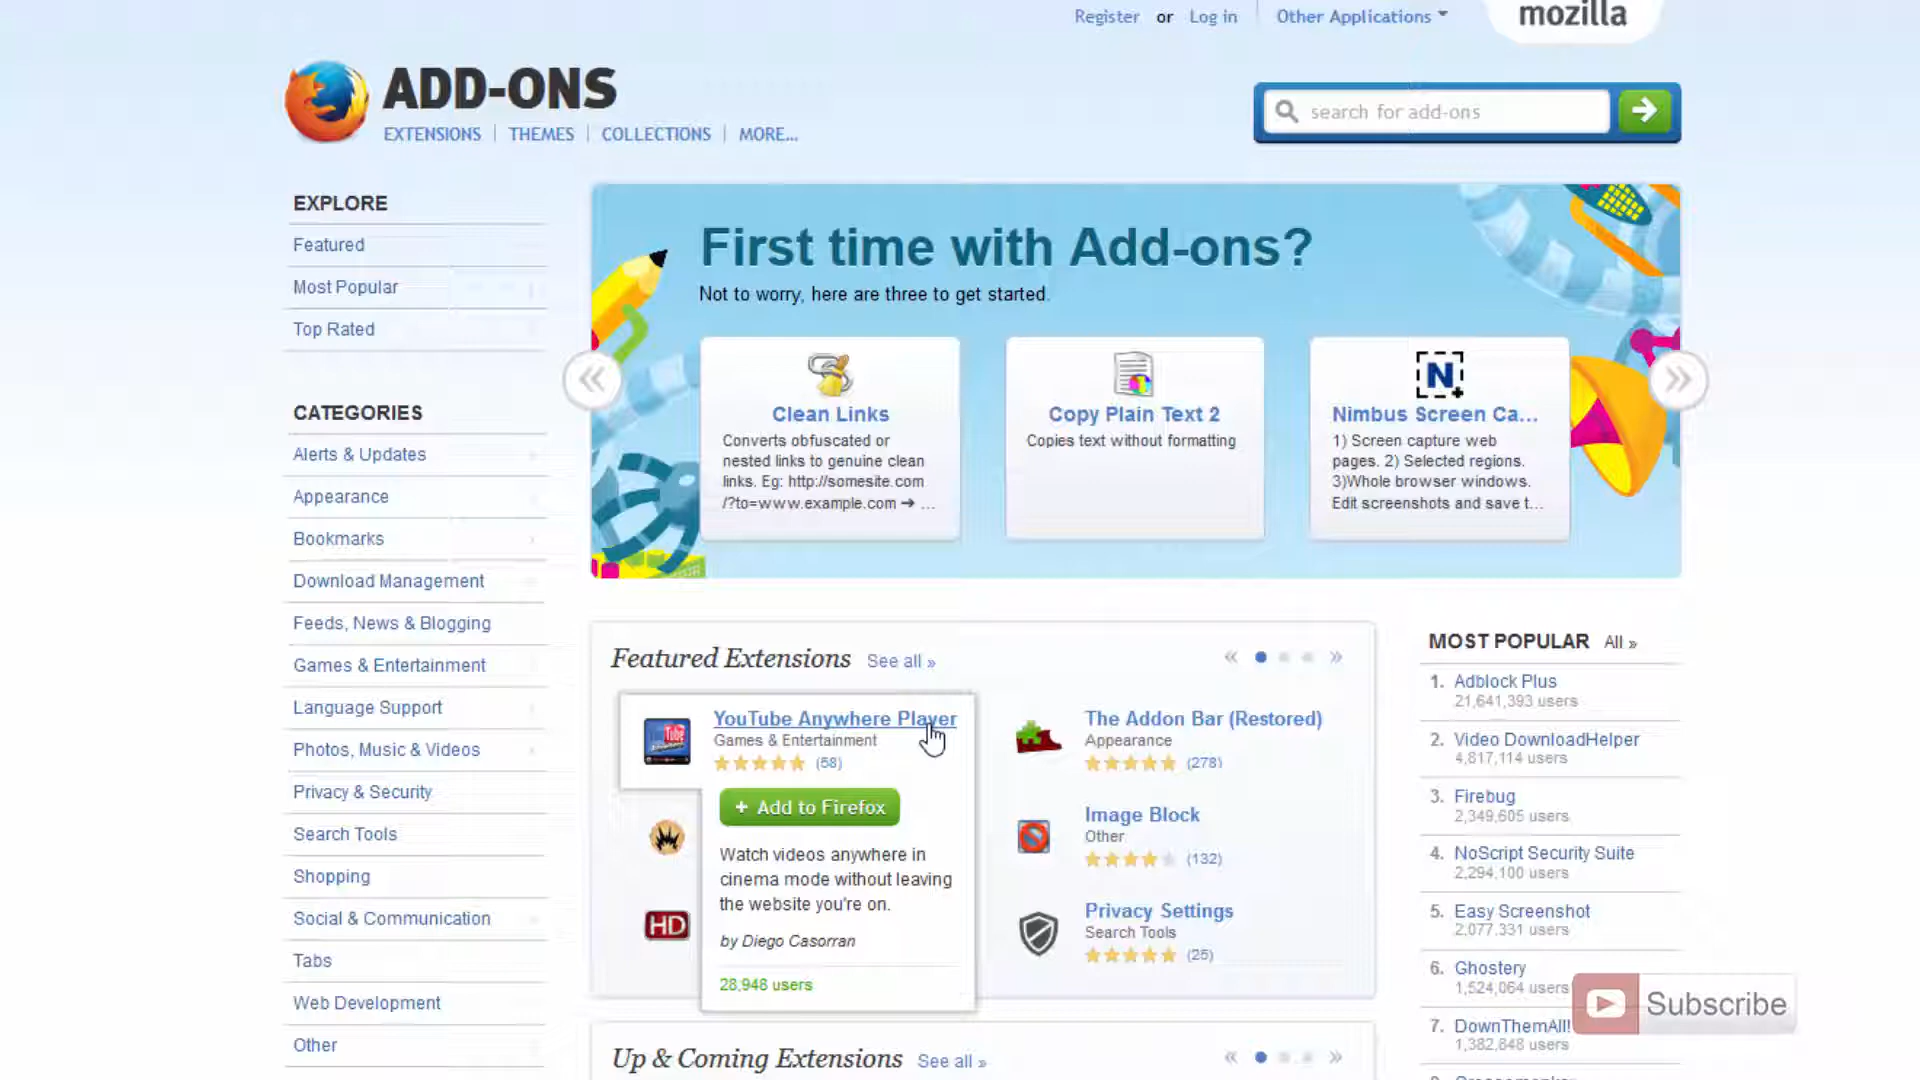 Register or Log in Other Applications
mozilla
ADD-ONS
EXTENSIONS | THEMES | COLLECTIONS | MORE...
search for add-ons
EXPLORE
Featured
Most Popular
Top Rated
CATEGORIES
Alerts & Updates
Appearance
Bookmarks
Download Management
Feeds, News & Blogging
Games & Entertainment
Language Support
Photos, Music & Videos
Privacy & Security
Search Tools
Shopping
Social & Communication
Tabs
Web Development
Other
First time with Add-ons?
Not to worry, here are three to get started.
Clean Links
Converts obfuscated or
nested links to genuine clean
links. Eg: http://somesite.com
/?to=www.example.com ➔ ...
Copy Plain Text 2
Copies text without formatting
N
Nimbus Screen Ca...
1) Screen capture web
pages. 2) Selected regions.
3)Whole browser windows.
Edit screenshots and save t...
Featured Extensions See all »
YouTube Anywhere Player
Games & Entertainment
(58)
+ Add to Firefox
Watch videos anywhere in
cinema mode without leaving
the website you're on.
by Diego Casorran
28,948 users
HD
The Addon Bar (Restored)
Appearance
(278)
Image Block
Other
(132)
Privacy Settings
Search Tools
(25)
Up & Coming Extensions See all »
MOST POPULAR All »
1. Adblock Plus
21,641,393 users
2. Video DownloadHelper
4,817,114 users
3. Firebug
2,349,605 users
4. NoScript Security Suite
2,294,100 users
5. Easy Screenshot
2,077,331 users
6. Ghostery
1,524,064 users
7. DownThemAll!
1,382,848 users
Subscribe